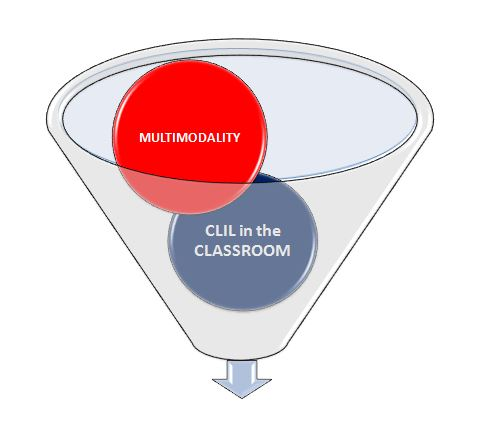 MULTIMODALITY
CLIL in the
CLASSROOM